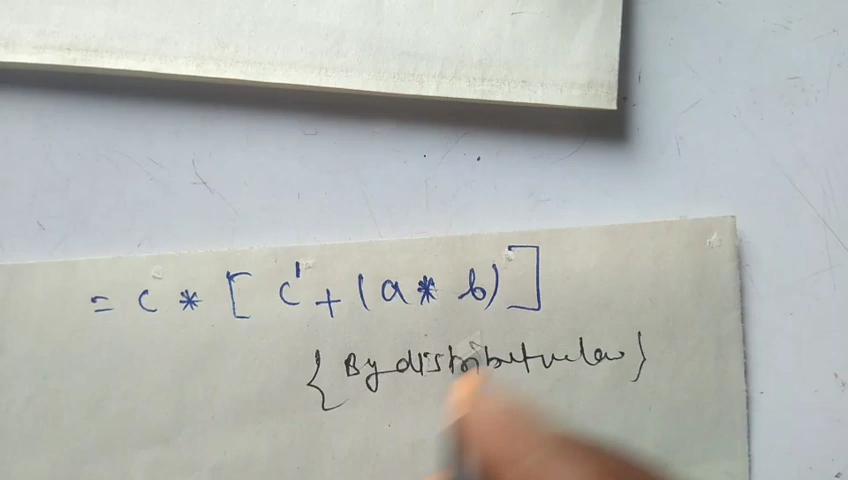 = c * [ c' + (a * b) ]
{ By distributive law }